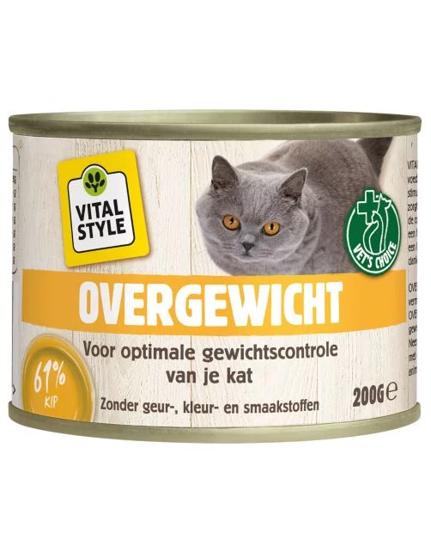 VITAL
STYLE
VET'S CHOICE
OVERGEWICHT
Voor optimale gewichtscontrole
van je kat
61%
KIP
Zonder geur-, kleur- en smaakstoffen
200G℮